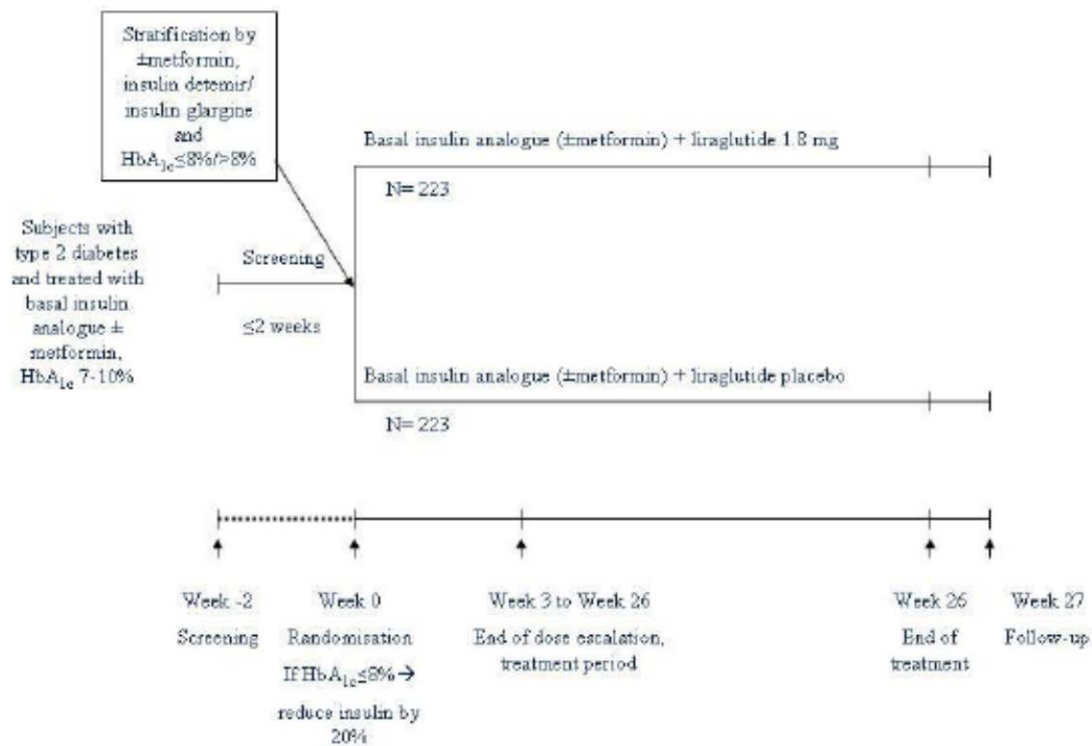 Stratification by
±metformin,
insulin detemir/
insulin glargine
and
HbA1c≤8%/>8%
Basal insulin analogue (±metformin) + liraglutide 1.8 mg
N= 223
Subjects with
type 2 diabetes
and treated with
basal insulin
analogue ±
metformin,
HbA1c 7-10%
Screening
≤2 weeks
Basal insulin analogue (±metformin) + liraglutide placebo
N= 223
Week -2
Screening
Week 0
Randomisation
If HbA1c≤8% →
reduce insulin by
20%
Week 3 to Week 26
End of dose escalation,
treatment period
Week 26
End of
treatment
Week 27
Follow-up